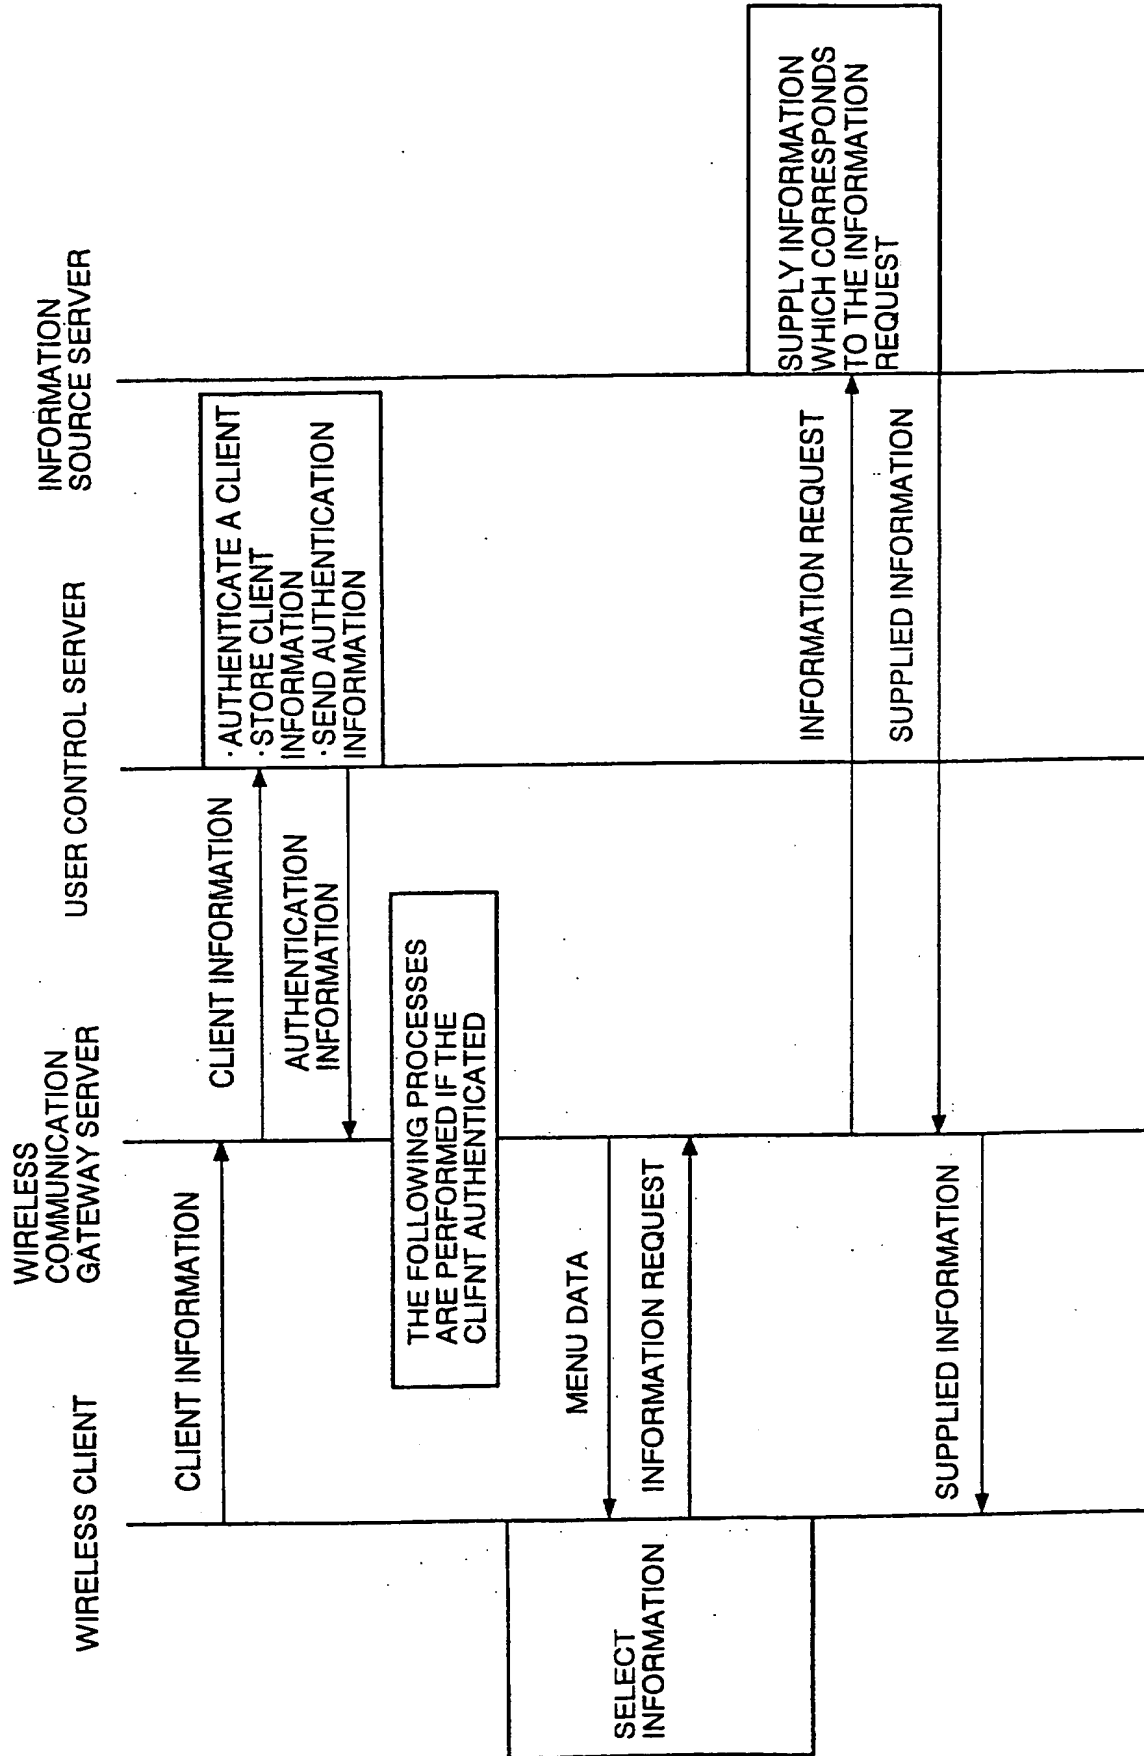 WIRELESS CLIENT
WIRELESS
COMMUNICATION
GATEWAY SERVER
USER CONTROL SERVER
INFORMATION
SOURCE SERVER
CLIENT INFORMATION
CLIENT INFORMATION
·AUTHENTICATE A CLIENT
·STORE CLIENT
INFORMATION
·SEND AUTHENTICATION
INFORMATION
AUTHENTICATION
INFORMATION
THE FOLLOWING PROCESSES
ARE PERFORMED IF THE
CLIFNT AUTHENTICATED
MENU DATA
SELECT
INFORMATION
INFORMATION REQUEST
INFORMATION REQUEST
SUPPLY INFORMATION
WHICH CORRESPONDS
TO THE INFORMATION
REQUEST
SUPPLIED INFORMATION
SUPPLIED INFORMATION